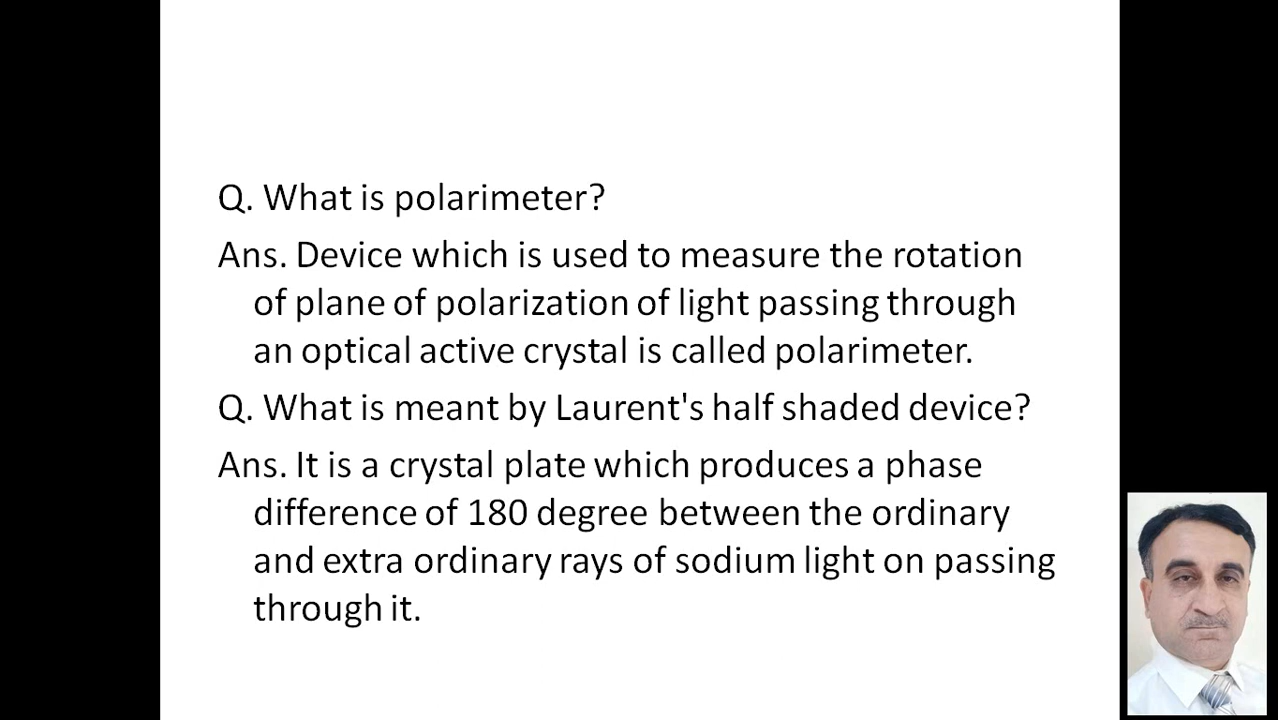 Q. What is polarimeter?
Ans. Device which is used to measure the rotation
of plane of polarization of light passing through
an optical active crystal is called polarimeter.
Q. What is meant by Laurent's half shaded device?
Ans. It is a crystal plate which produces a phase
difference of 180 degree between the ordinary
and extra ordinary rays of sodium light on passing
through it.